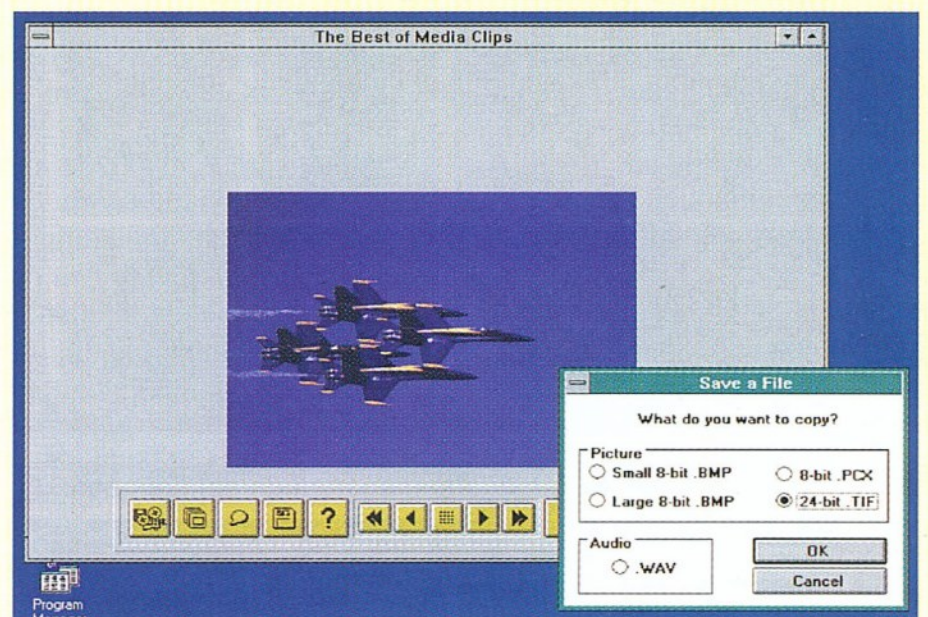 The Best of Media Clips
Save a File
What do you want to copy?
Picture
Small 8-bit .BMP
8-bit .PCX
Large 8-bit .BMP
24-bit .TIF
Audio
.WAV
OK
Cancel
?
Program